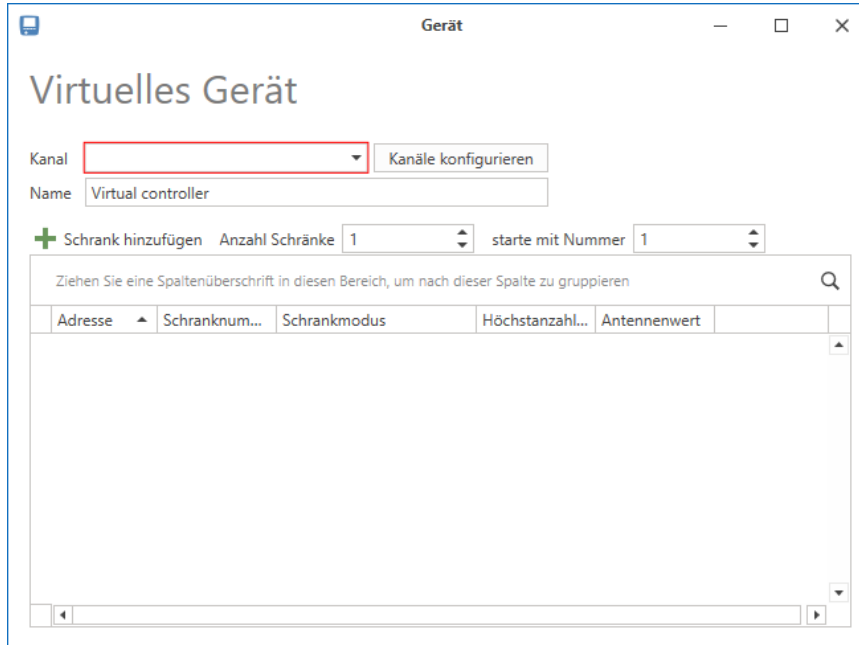 Gerät
Virtuelles Gerät
Kanal Kanäle konfigurieren
Name Virtual controller
Schrank hinzufügen Anzahl Schränke 1 starte mit Nummer 1
Ziehen Sie eine Spaltenüberschrift in diesen Bereich, um nach dieser Spalte zu gruppieren
Adresse Schranknum... Schrankmodus Höchstanzahl... Antennenwert